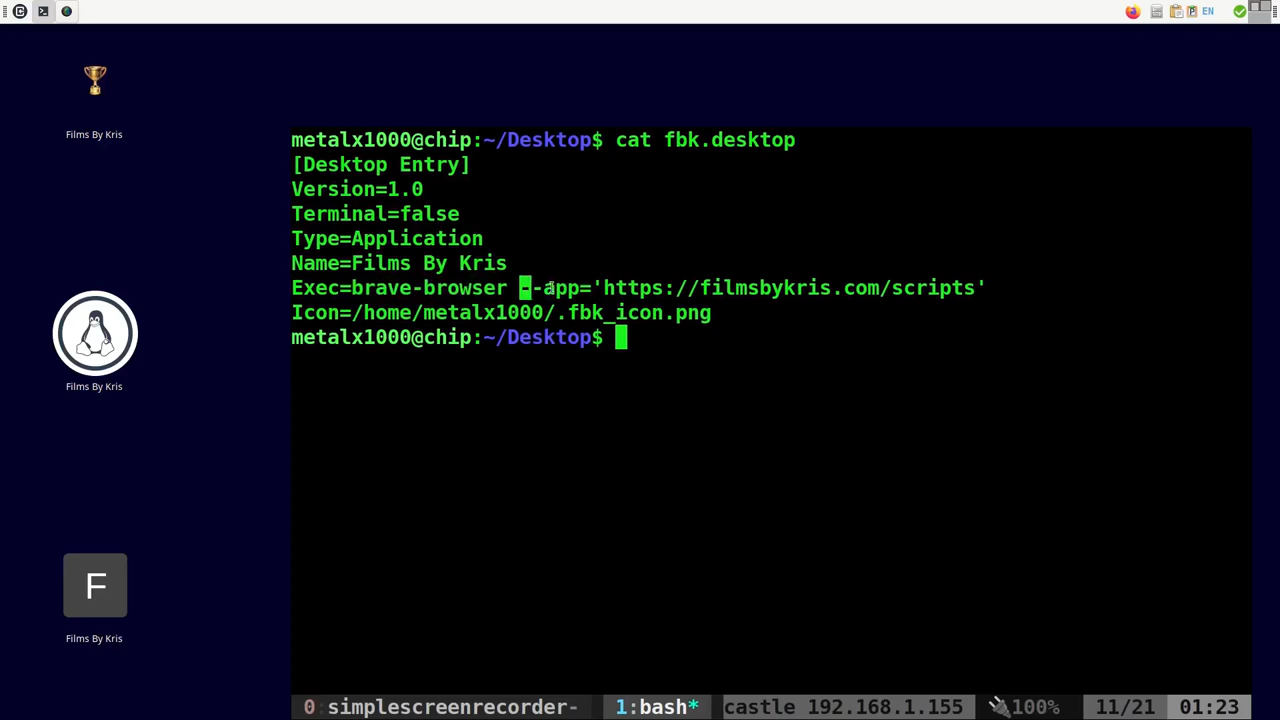 EN
Films By Kris
metalx1000@chip:~/Desktop$ cat fbk.desktop
[Desktop Entry]
Version=1.0
Terminal=false
Type=Application
Name=Films By Kris
Exec=brave-browser --app='https://filmsbykris.com/scripts'
Icon=/home/metalx1000/.fbk_icon.png
metalx1000@chip:~/Desktop$
Films By Kris
F
Films By Kris
0 simplescreenrecorder- 1:bash* castle 192.168.1.155 100% 11/21 01:23